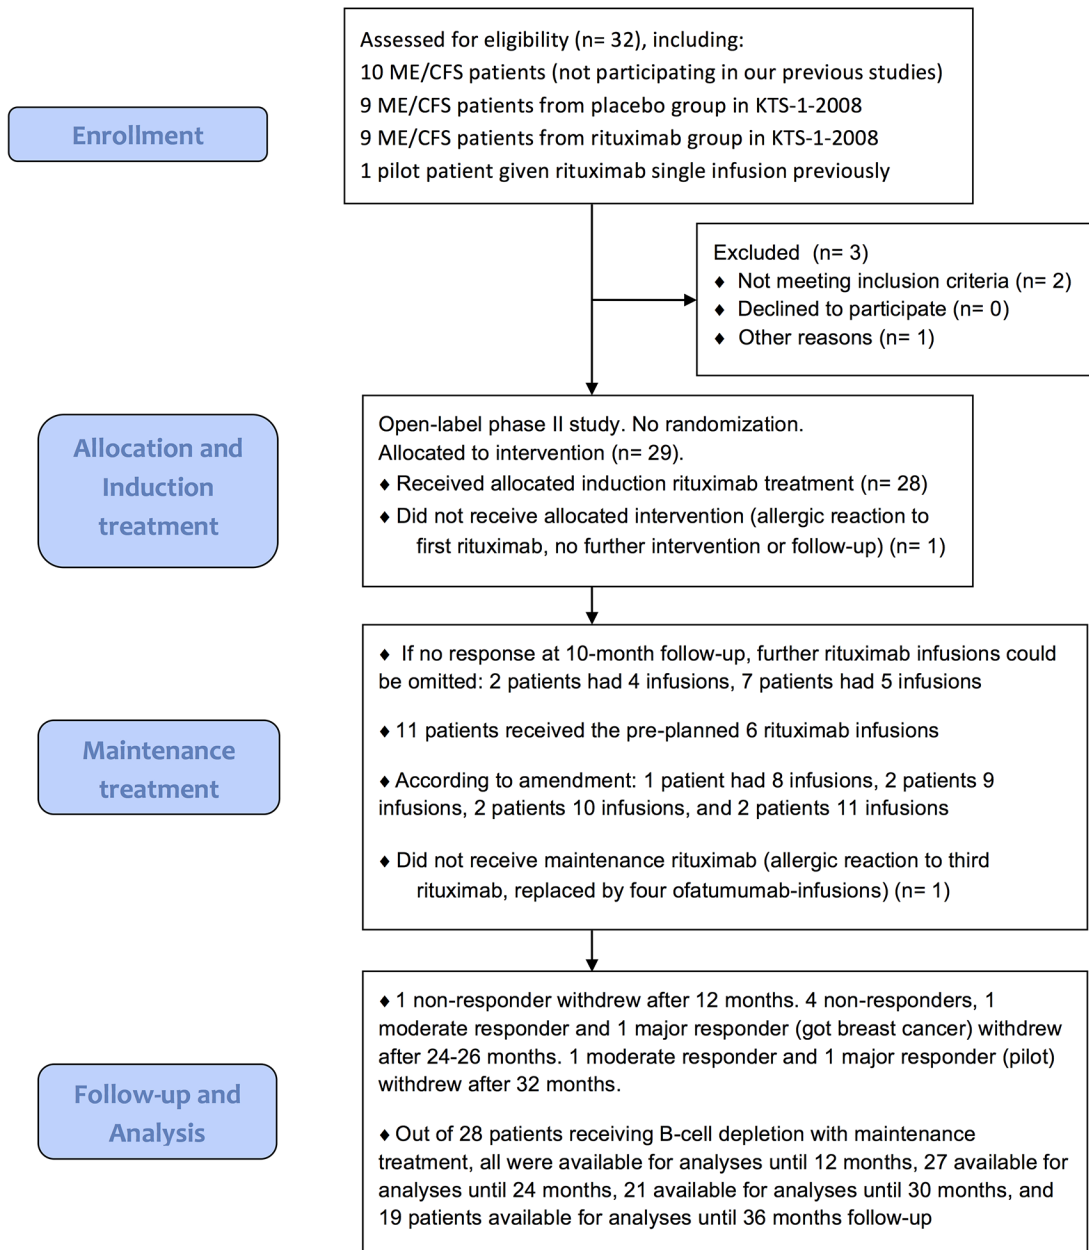 Enrollment
Assessed for eligibility (n= 32), including:
10 ME/CFS patients (not participating in our previous studies)
9 ME/CFS patients from placebo group in KTS-1-2008
9 ME/CFS patients from rituximab group in KTS-1-2008
1 pilot patient given rituximab single infusion previously
Excluded (n= 3)
♦ Not meeting inclusion criteria (n= 2)
♦ Declined to participate (n= 0)
♦ Other reasons (n= 1)
Allocation and
Induction
treatment
Open-label phase II study. No randomization.
Allocated to intervention (n= 29).
♦ Received allocated induction rituximab treatment (n= 28)
♦ Did not receive allocated intervention (allergic reaction to
first rituximab, no further intervention or follow-up) (n= 1)
Maintenance
treatment
♦ If no response at 10-month follow-up, further rituximab infusions could
be omitted: 2 patients had 4 infusions, 7 patients had 5 infusions
♦ 11 patients received the pre-planned 6 rituximab infusions
♦ According to amendment: 1 patient had 8 infusions, 2 patients 9
infusions, 2 patients 10 infusions, and 2 patients 11 infusions
♦ Did not receive maintenance rituximab (allergic reaction to third
rituximab, replaced by four ofatumumab-infusions) (n= 1)
Follow-up and
Analysis
♦ 1 non-responder withdrew after 12 months. 4 non-responders, 1
moderate responder and 1 major responder (got breast cancer) withdrew
after 24-26 months. 1 moderate responder and 1 major responder (pilot)
withdrew after 32 months.
♦ Out of 28 patients receiving B-cell depletion with maintenance
treatment, all were available for analyses until 12 months, 27 available for
analyses until 24 months, 21 available for analyses until 30 months, and
19 patients available for analyses until 36 months follow-up